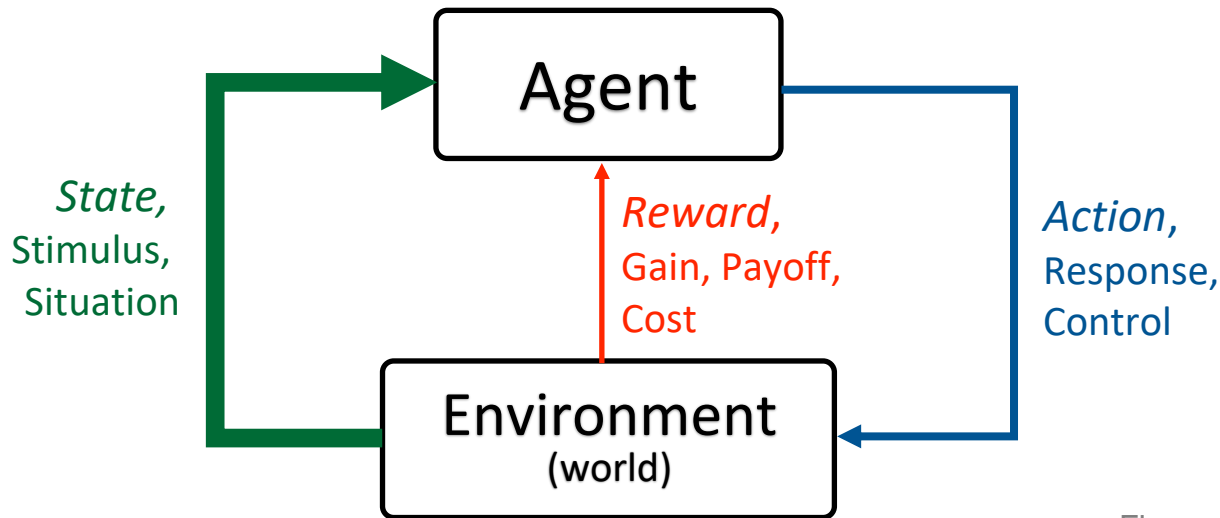 Agent
State,
Stimulus,
Situation
Reward,
Gain, Payoff,
Cost
Action,
Response,
Control
Environment
(world)